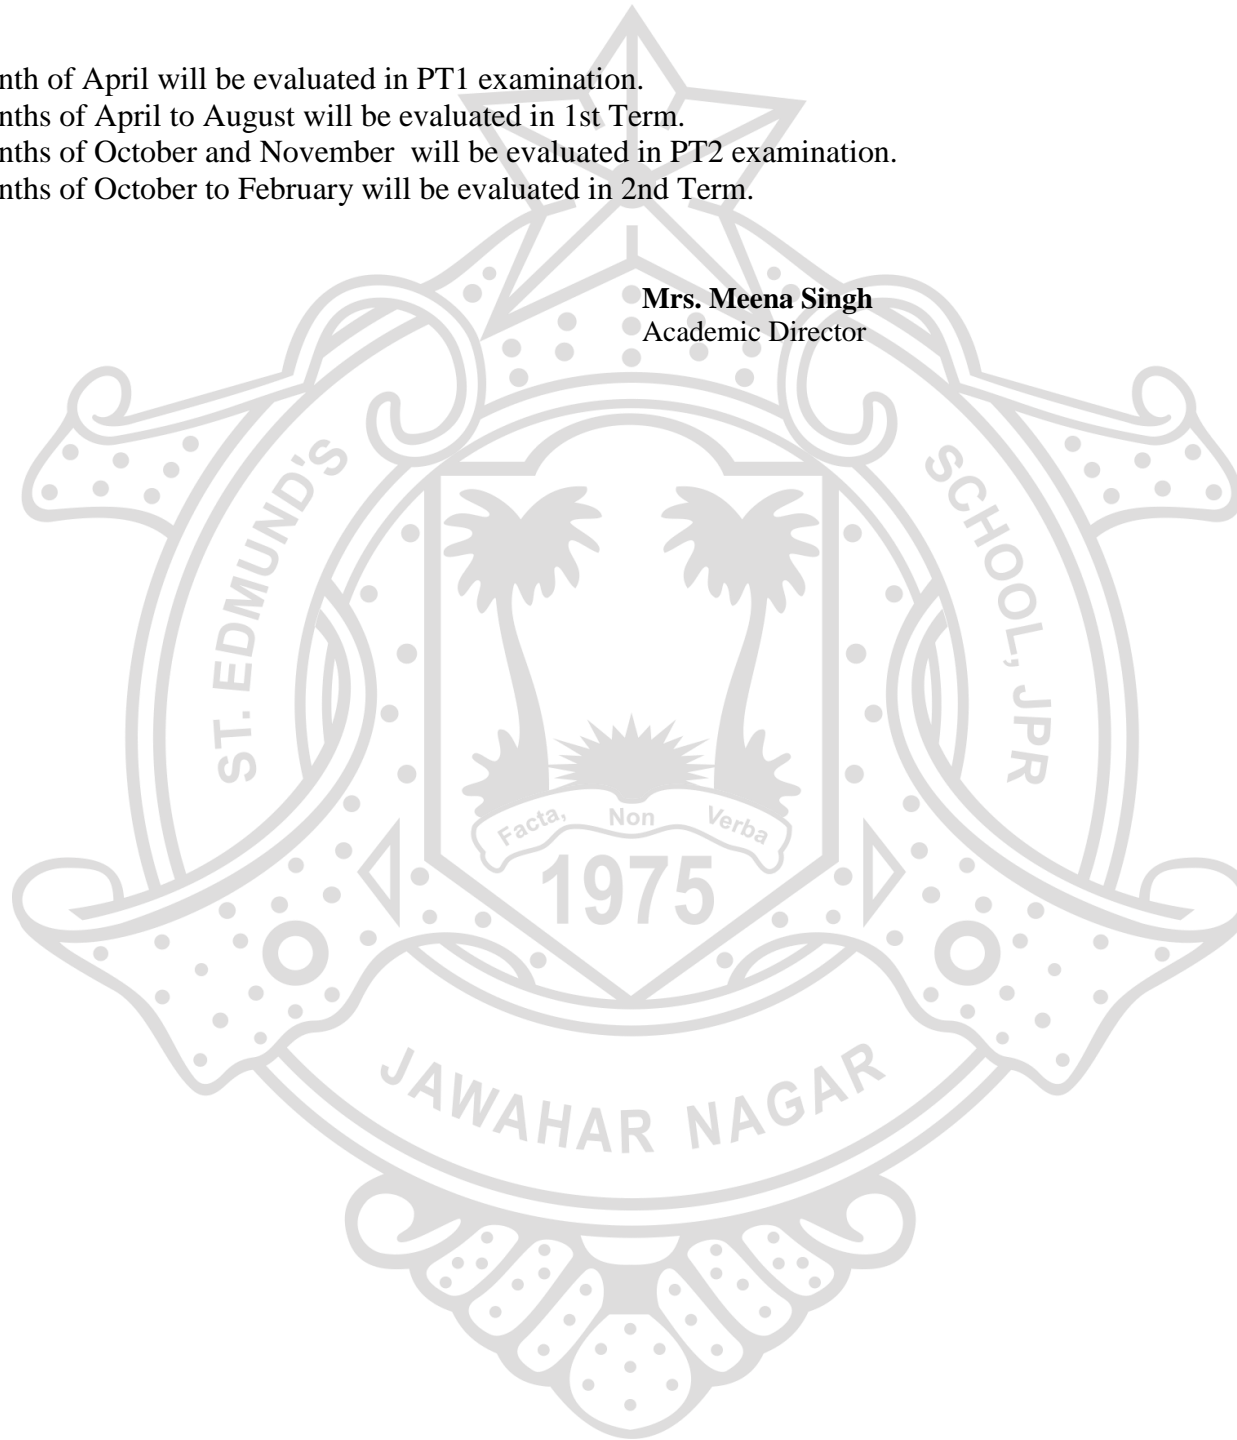 nth of April will be evaluated in PT1 examination.
nths of April to August will be evaluated in 1st Term.
nths of October and November  will be evaluated in PT2 examination.
nths of October to February will be evaluated in 2nd Term.
Mrs. Meena Singh
Academic Director
ST. EDMUND'S
SCHOOL, JPR
Facta, Non Verba
1975
JAWAHAR NAGAR